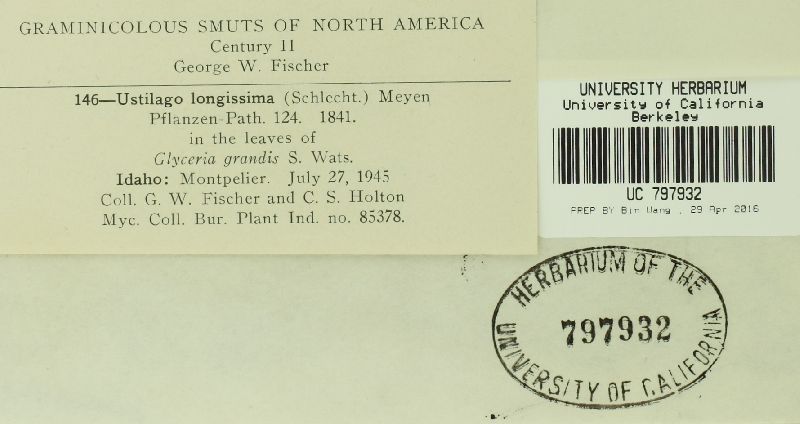 GRAMINICOLOUS SMUTS OF NORTH AMERICA
Century II
George W. Fischer
146—Ustilago longissima (Schlecht.) Meyen
Pflanzen-Path. 124. 1841.
in the leaves of
Glyceria grandis S. Wats.
Idaho: Montpelier. July 27, 1945
Coll. G. W. Fischer and C. S. Holton
Myc. Coll. Bur. Plant Ind. no. 85378.
UNIVERSITY HERBARIUM
University of California
Berkeley
UC 797932
PREP BY Bin Wang , 29 Apr 2016
HERBARIUM OF THE
797932
UNIVERSITY OF CALIFORNIA